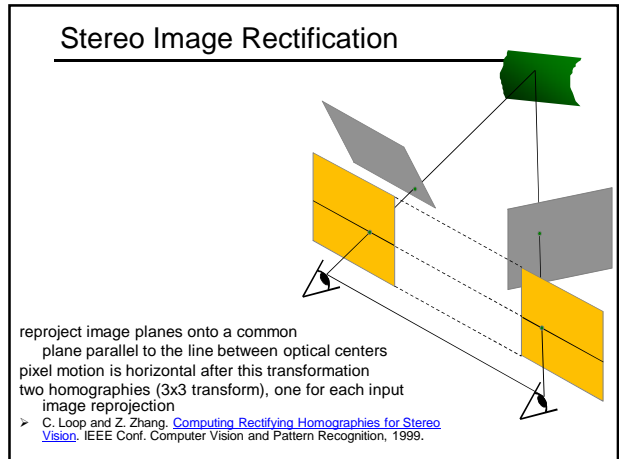 Stereo Image Rectification
reproject image planes onto a common
plane parallel to the line between optical centers
pixel motion is horizontal after this transformation
two homographies (3x3 transform), one for each input
image reprojection
➢ C. Loop and Z. Zhang. Computing Rectifying Homographies for Stereo
Vision. IEEE Conf. Computer Vision and Pattern Recognition, 1999.